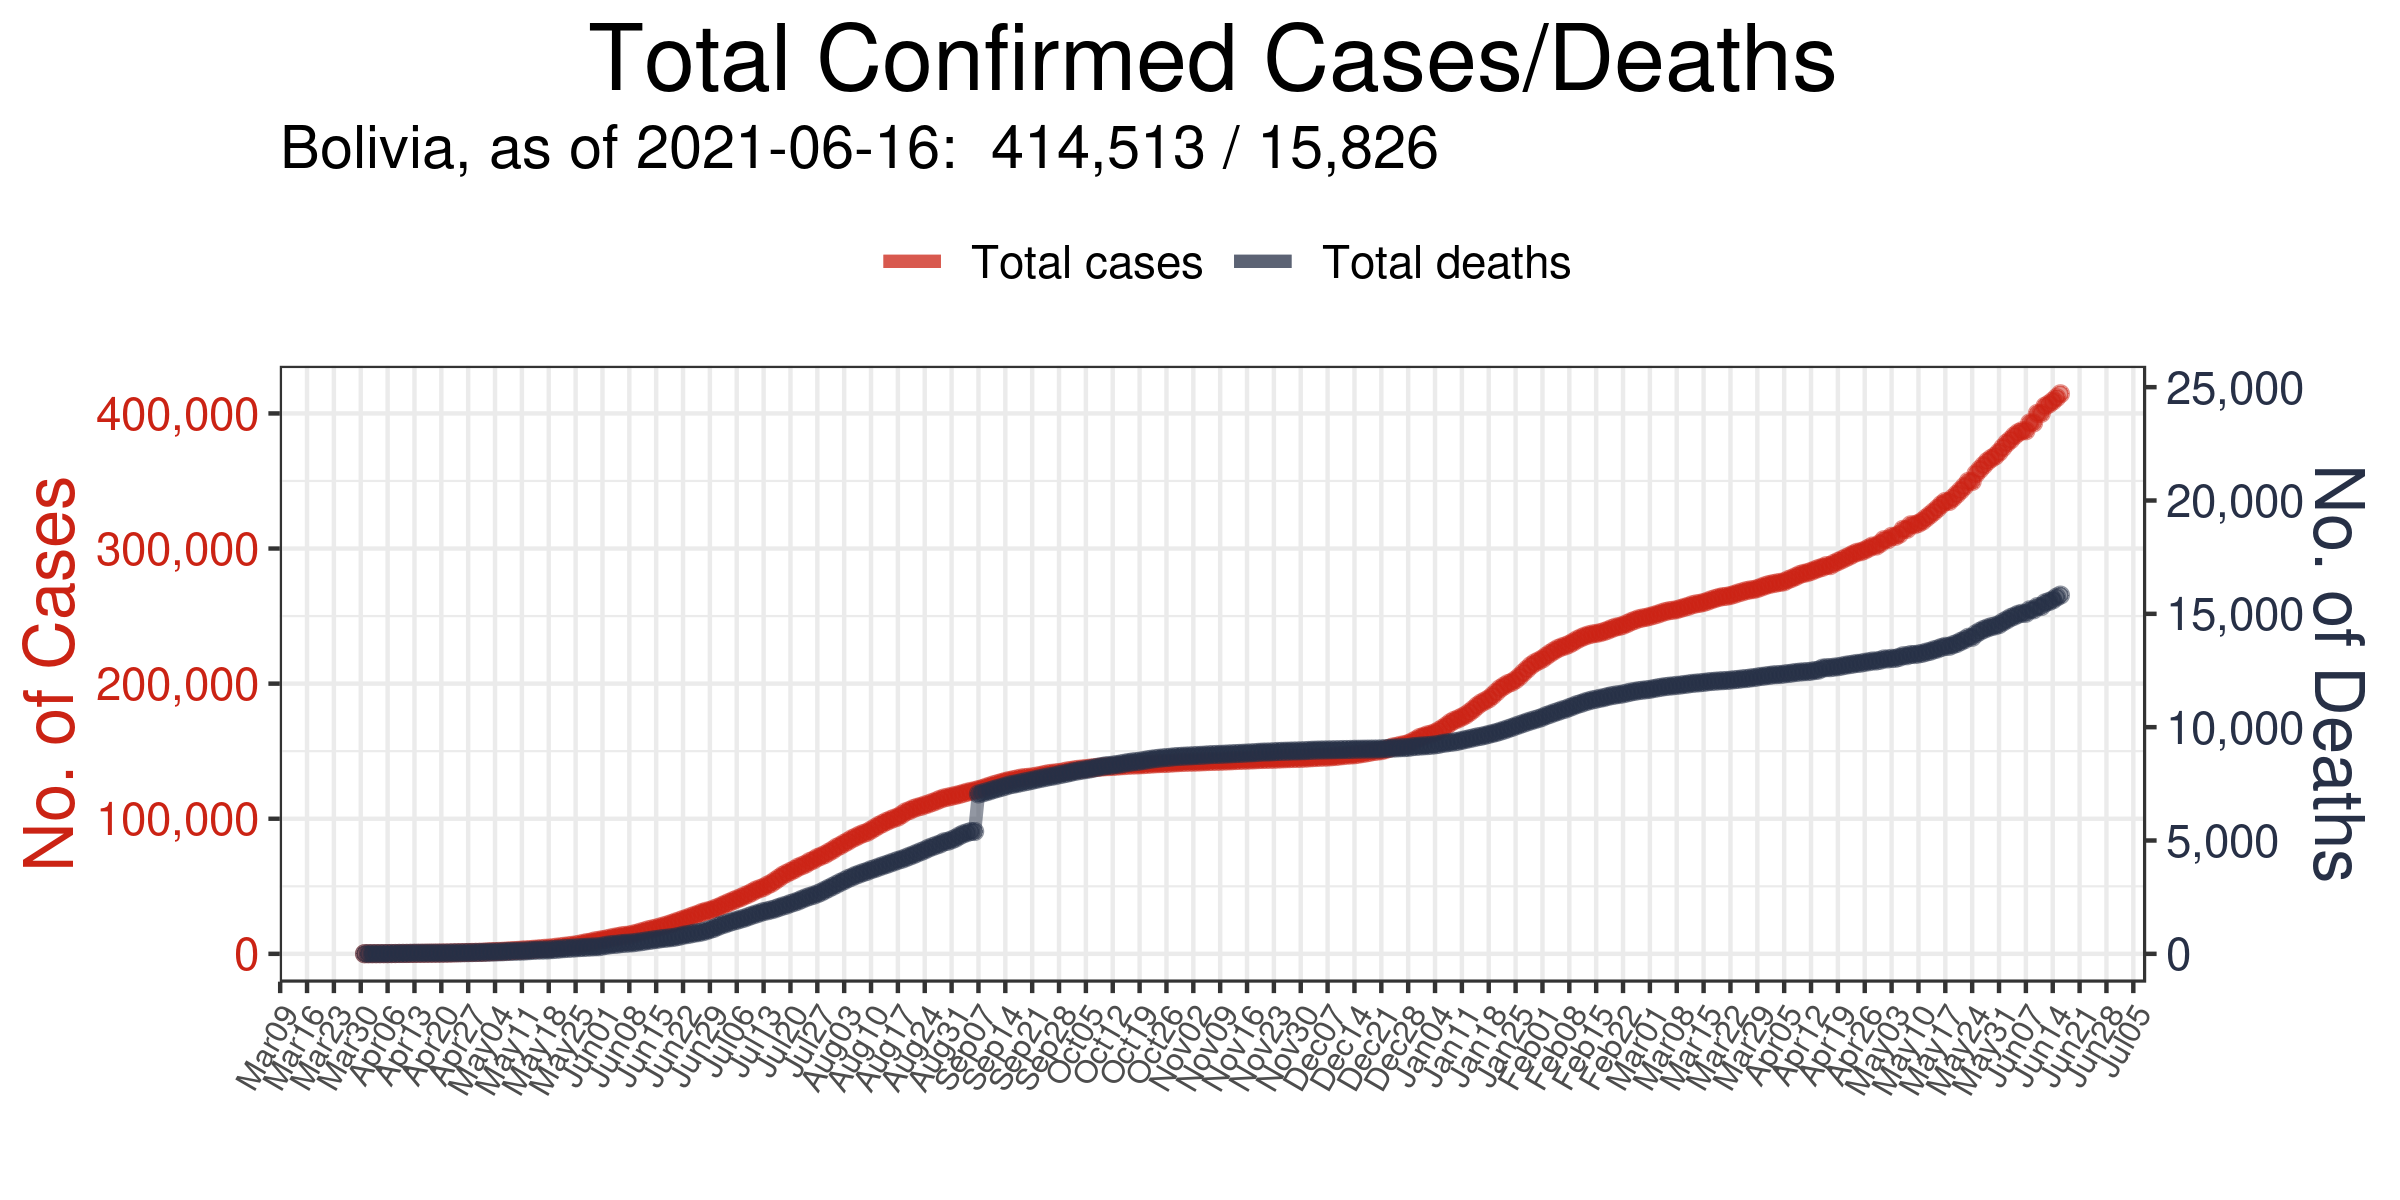 Total Confirmed Cases/Deaths
Bolivia, as of 2021-06-16:  414,513 / 15,826
Total cases
Total deaths
No. of Cases
400,000
300,000
200,000
100,000
0
25,000
20,000
15,000
10,000
5,000
0
No. of Deaths
Mar09
Mar16
Mar23
Mar30
Apr06
Apr13
Apr20
Apr27
May04
May11
May18
May25
Jun01
Jun08
Jun15
Jun22
Jun29
Jul06
Jul13
Jul20
Jul27
Aug03
Aug10
Aug17
Aug24
Aug31
Sep07
Sep14
Sep21
Sep28
Oct05
Oct12
Oct19
Oct26
Nov02
Nov09
Nov16
Nov23
Nov30
Dec07
Dec14
Dec21
Dec28
Jan04
Jan11
Jan18
Jan25
Feb01
Feb08
Feb15
Feb22
Mar01
Mar08
Mar15
Mar22
Mar29
Apr05
Apr12
Apr19
Apr26
May03
May10
May17
May24
May31
Jun07
Jun14
Jun21
Jun28
Jul05